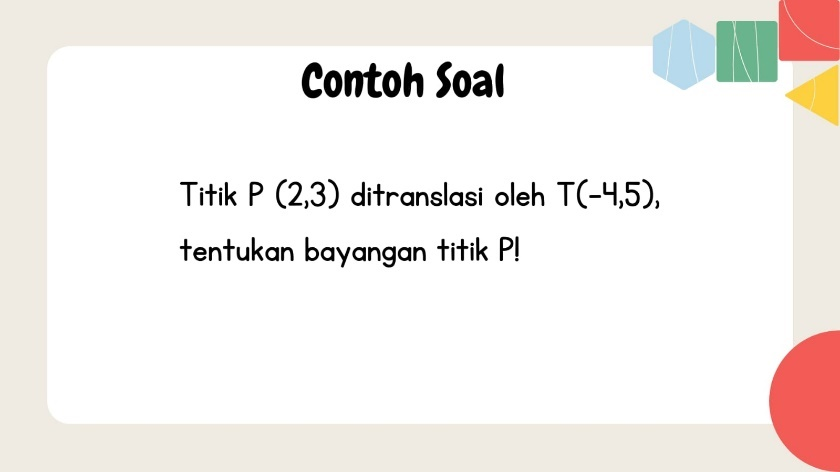 Contoh Soal
Titik P (2,3) ditranslasi oleh T(-4,5),
tentukan bayangan titik P!